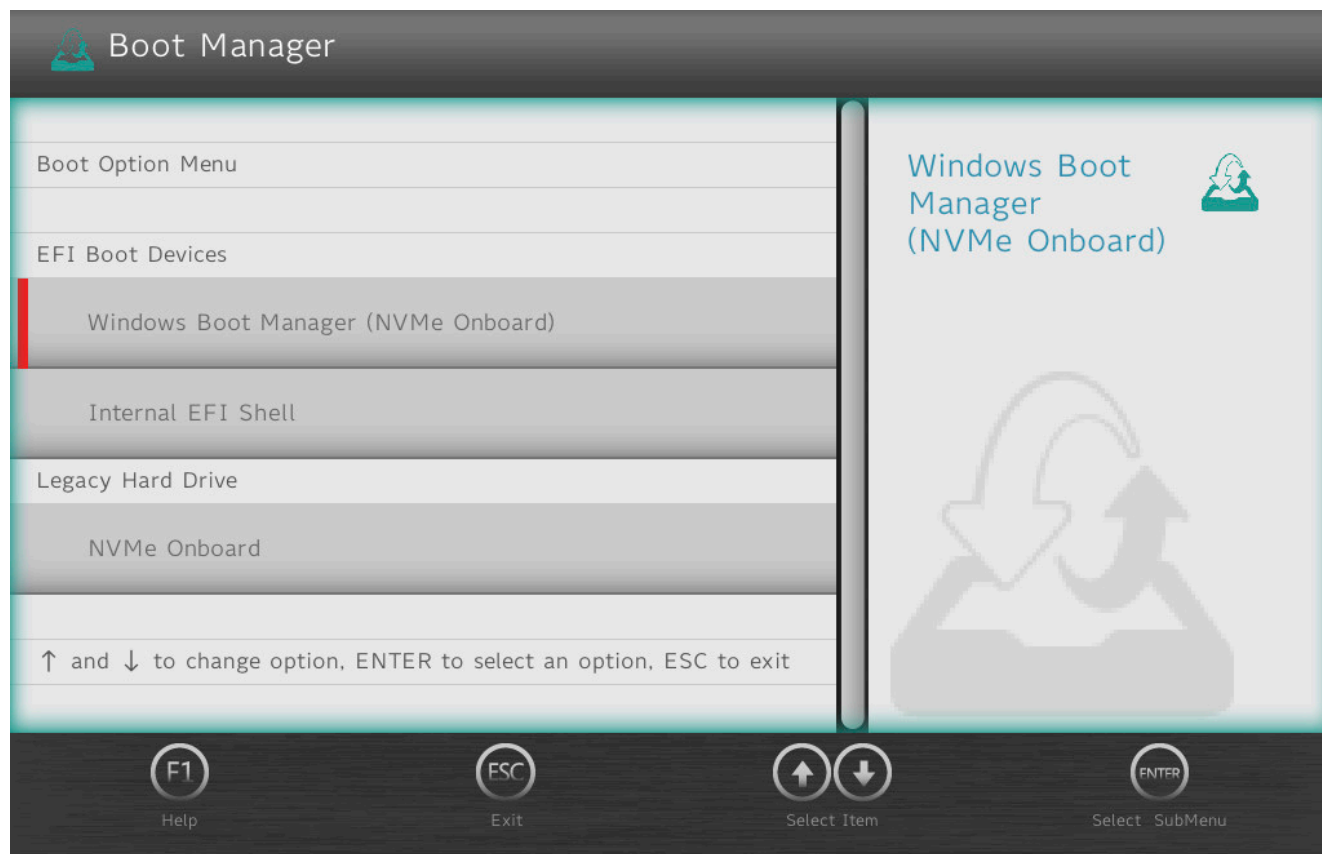 Boot Manager
Boot Option Menu
EFI Boot Devices
Windows Boot Manager (NVMe Onboard)
Internal EFI Shell
Legacy Hard Drive
NVMe Onboard
↑ and ↓ to change option, ENTER to select an option, ESC to exit
Windows Boot
Manager
(NVMe Onboard)
F1
Help
ESC
Exit
Select Item
ENTER
Select SubMenu